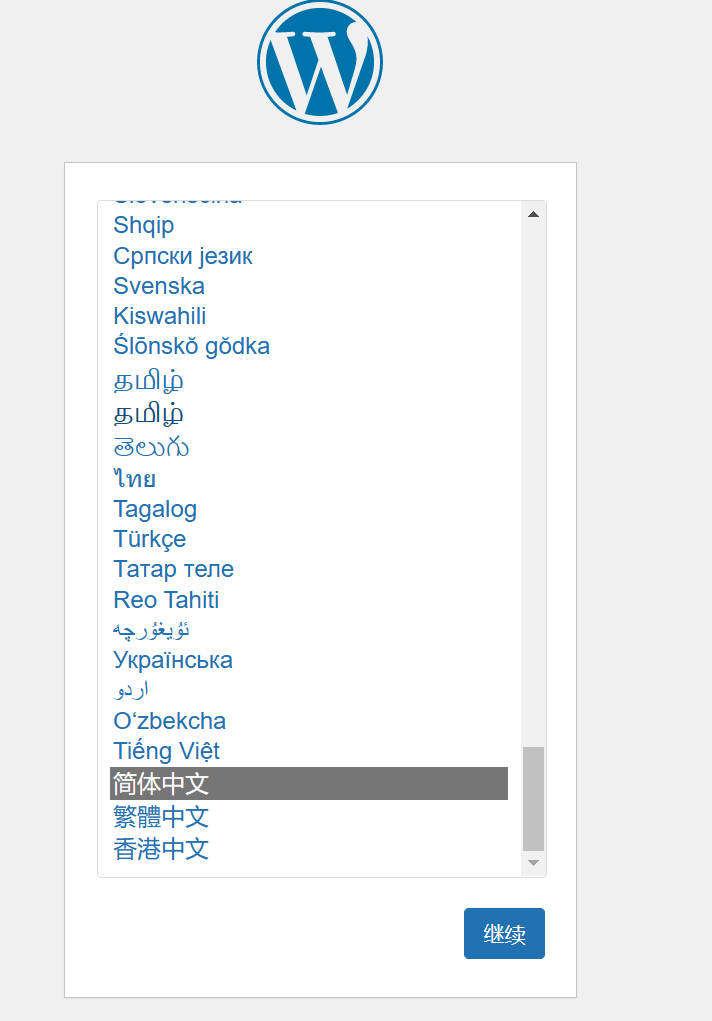 Shqip
Српски језик
Svenska
Kiswahili
Ślōnskŏ gŏdka
தமிழ்
தமிழ்
తెలుగు
ไทย
Tagalog
Türkçe
Татар теле
Reo Tahiti
ئۇيغۇرچە
Українська
اردو
O‘zbekcha
Tiếng Việt
简体中文
繁體中文
香港中文
继续